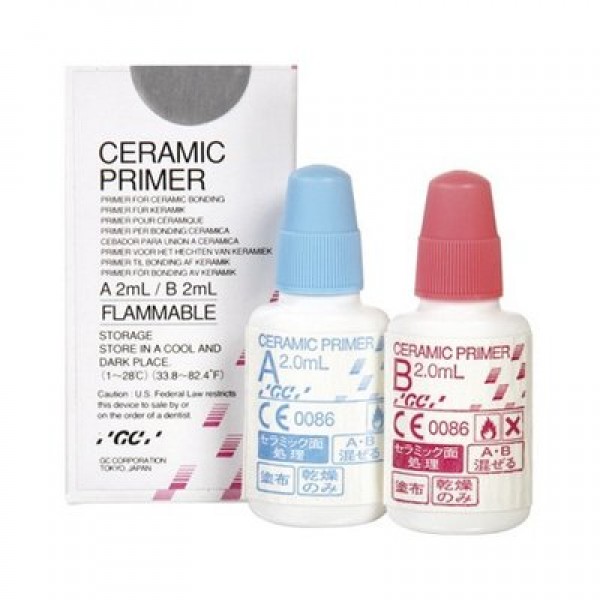 CERAMIC
PRIMER
PRIMER FOR CERAMIC BONDING
PRIMER FÜR KERAMIK
PRIMER POUR CÉRAMIQUE
PRIMER PER BONDING CERAMICA
CEBADOR PARA UNION A CERAMICA
PRIMER VOOR HET HECHTEN VAN KERAMIEK
PRIMER TIL BONDING AF KERAMIK
PRIMER FÖR BONDING AV KERAMIK
A 2mL / B 2mL
FLAMMABLE
STORAGE
STORE IN A COOL AND
DARK PLACE.
(1~28℃) (33.8~82.4˚F)
Caution : U.S. Federal Law restricts
this device to sale by or
on the order of a dentist.
GC
GC CORPORATION
TOKYO, JAPAN
CERAMIC PRIMER
A 2.0mL
GC
CE 0086
セラミック面
処理
A・B
混ぜる
塗布
乾燥
のみ
CERAMIC PRIMER
B 2.0mL
GC
CE 0086
セラミック面
処理
A・B
混ぜる
塗布
乾燥
のみ